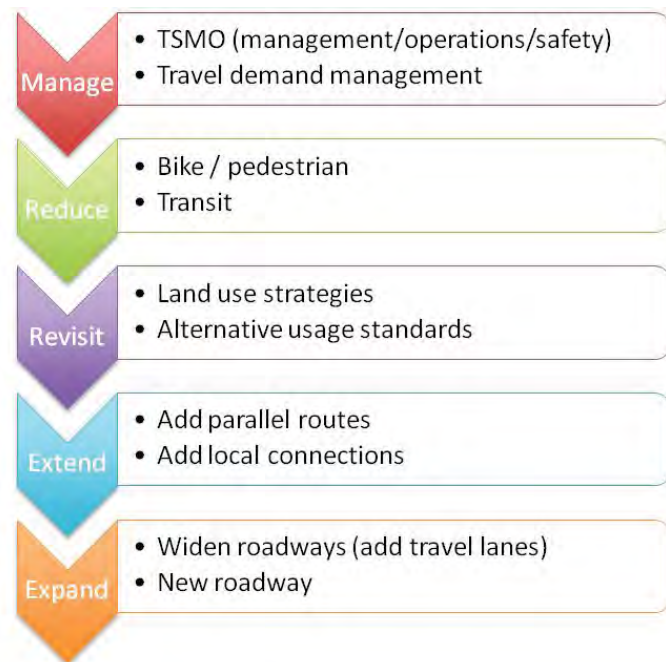 Manage
• TSMO (management/operations/safety)
• Travel demand management
Reduce
• Bike / pedestrian
• Transit
Revisit
• Land use strategies
• Alternative usage standards
Extend
• Add parallel routes
• Add local connections
Expand
• Widen roadways (add travel lanes)
• New roadway